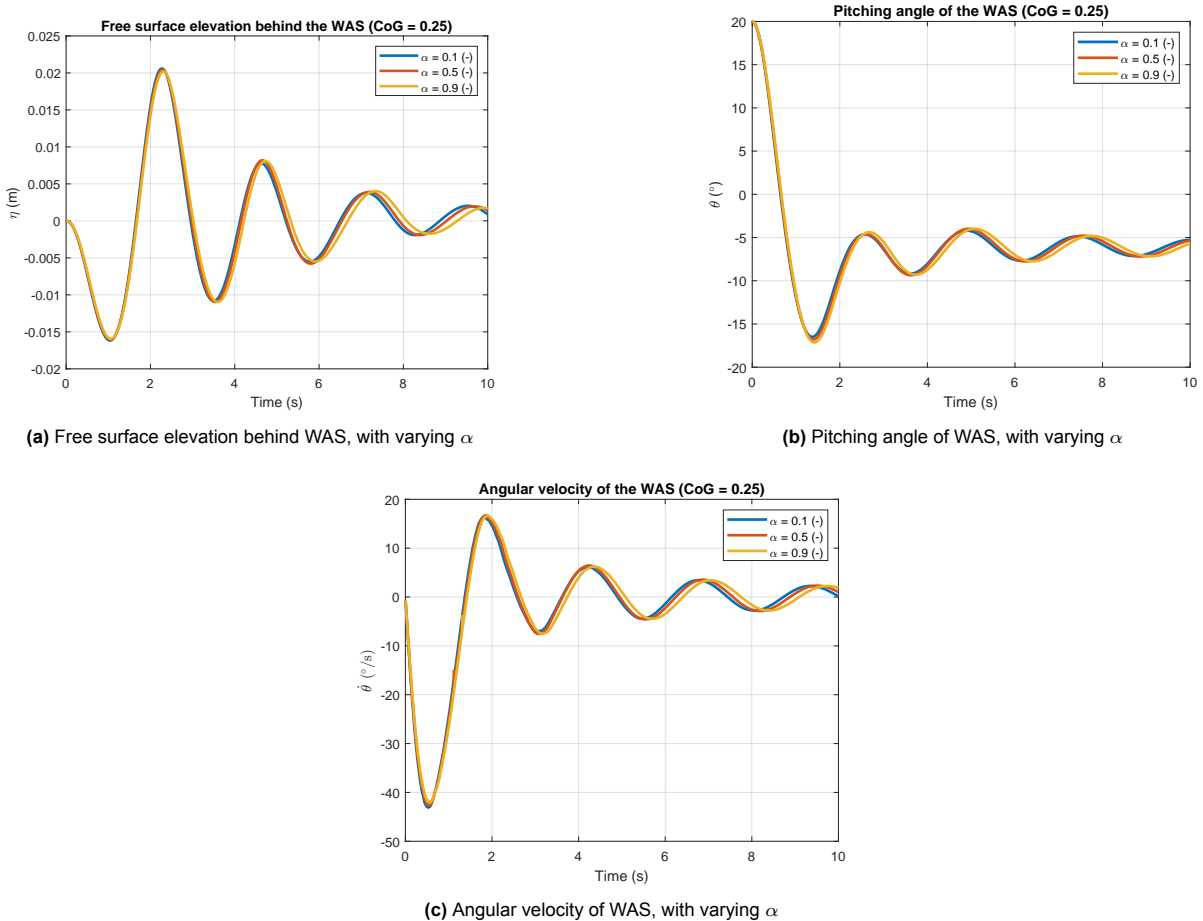 Free surface elevation behind the WAS (CoG = 0.25)
0.025
0.02
0.015
0.01
0.005
0
-0.005
-0.01
-0.015
-0.02
η (m)
α = 0.1 (-)
α = 0.5 (-)
α = 0.9 (-)
0 2 4 6 8 10
Time (s)
(a) Free surface elevation behind WAS, with varying α
Pitching angle of the WAS (CoG = 0.25)
20
15
10
5
0
-5
-10
-15
-20
θ (°)
α = 0.1 (-)
α = 0.5 (-)
α = 0.9 (-)
0 2 4 6 8 10
Time (s)
(b) Pitching angle of WAS, with varying α
Angular velocity of the WAS (CoG = 0.25)
20
10
0
-10
-20
-30
-40
-50
θ̇ (°/s)
α = 0.1 (-)
α = 0.5 (-)
α = 0.9 (-)
0 2 4 6 8 10
Time (s)
(c) Angular velocity of WAS, with varying α